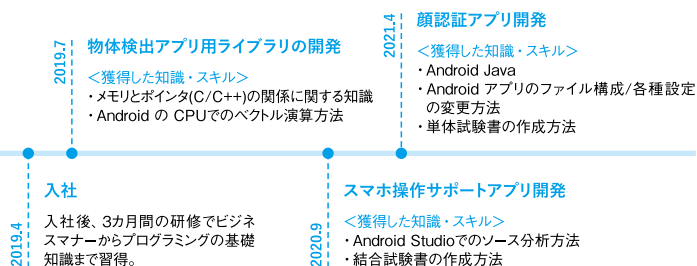 2019.7
物体検出アプリ用ライブラリの開発
＜獲得した知識・スキル＞
・メモリとポインタ(C/C++)の関係に関する知識
・Android の CPUでのベクトル演算方法
2021.4
顔認証アプリ開発
＜獲得した知識・スキル＞
・Android Java
・Android アプリのファイル構成/各種設定
の変更方法
・単体試験書の作成方法
2019.4
入社
入社後、3カ月間の研修でビジネ
スマナーからプログラミングの基礎
知識まで習得。
2020.9
スマホ操作サポートアプリ開発
＜獲得した知識・スキル＞
・Android Studioでのソース分析方法
・結合試験書の作成方法